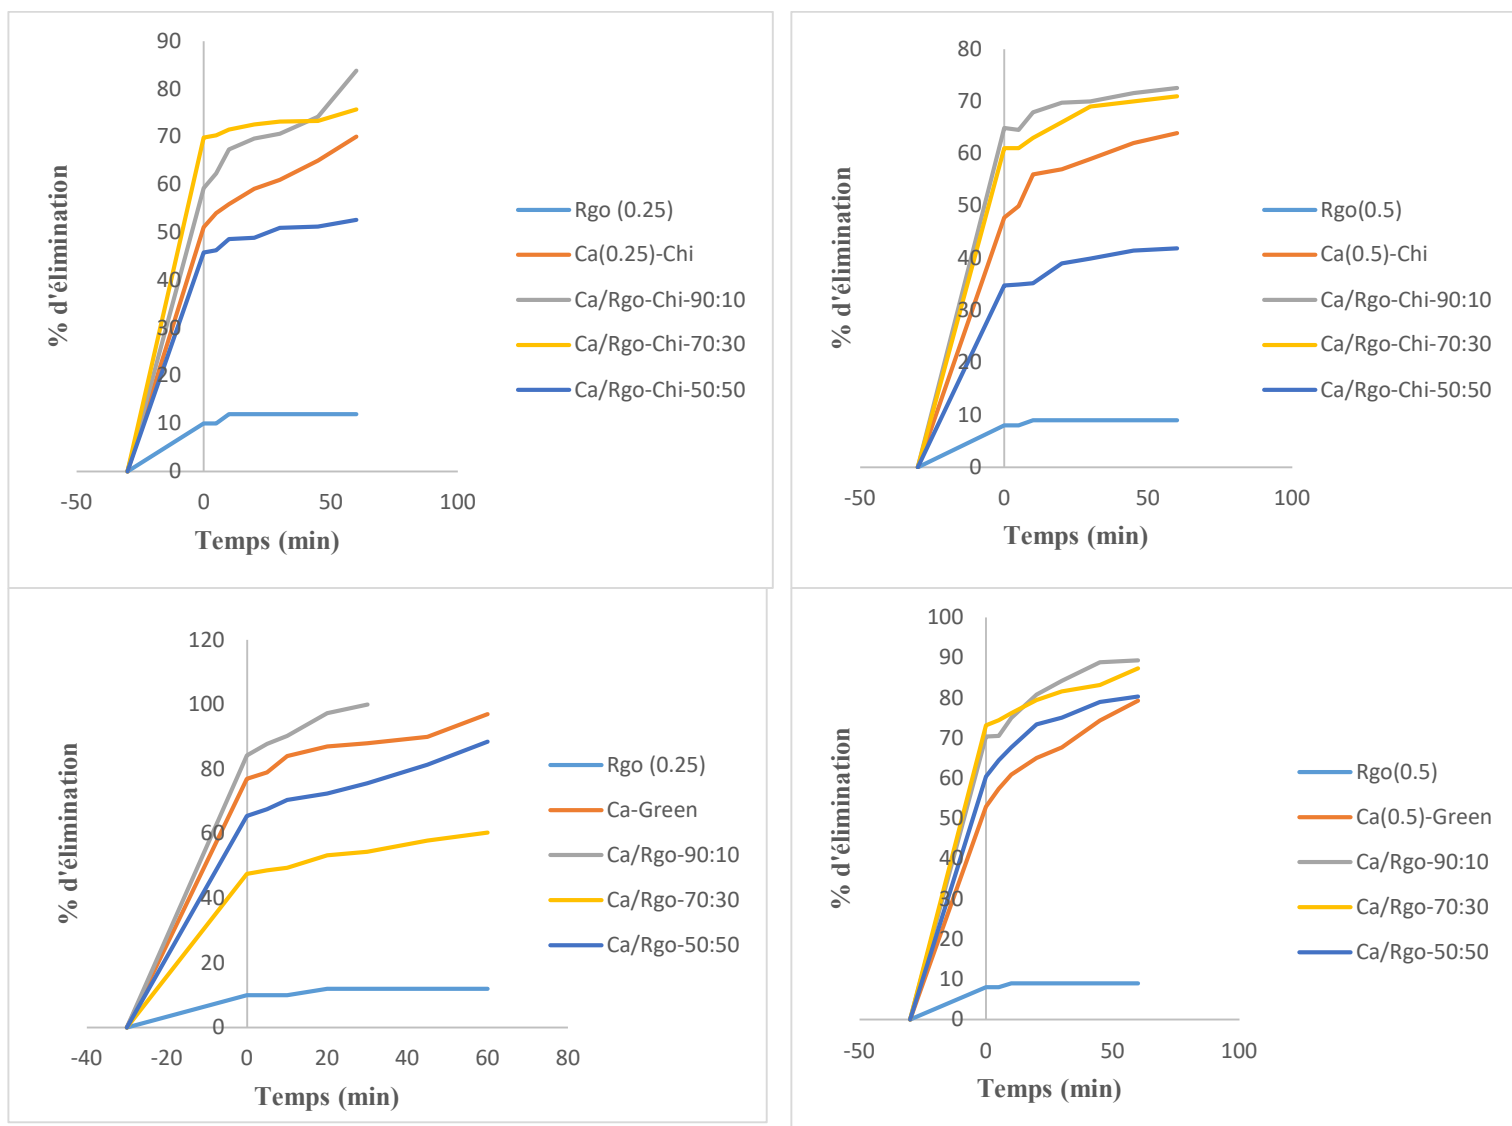 90
80
70
60
50
40
30
20
10
0
-50 0 50 100
% d'élimination
Temps (min)
Rgo (0.25)
Ca(0.25)-Chi
Ca/Rgo-Chi-90:10
Ca/Rgo-Chi-70:30
Ca/Rgo-Chi-50:50
80
70
60
50
40
30
20
10
0
-50 0 50 100
% d'élimination
Temps (min)
Rgo(0.5)
Ca(0.5)-Chi
Ca/Rgo-Chi-90:10
Ca/Rgo-Chi-70:30
Ca/Rgo-Chi-50:50
120
100
80
60
40
20
0
-40 -20 0 20 40 60 80
% d'élimination
Temps (min)
Rgo (0.25)
Ca-Green
Ca/Rgo-90:10
Ca/Rgo-70:30
Ca/Rgo-50:50
100
90
80
70
60
50
40
30
20
10
0
-50 0 50 100
% d'élimination
Temps (min)
Rgo(0.5)
Ca(0.5)-Green
Ca/Rgo-90:10
Ca/Rgo-70:30
Ca/Rgo-50:50